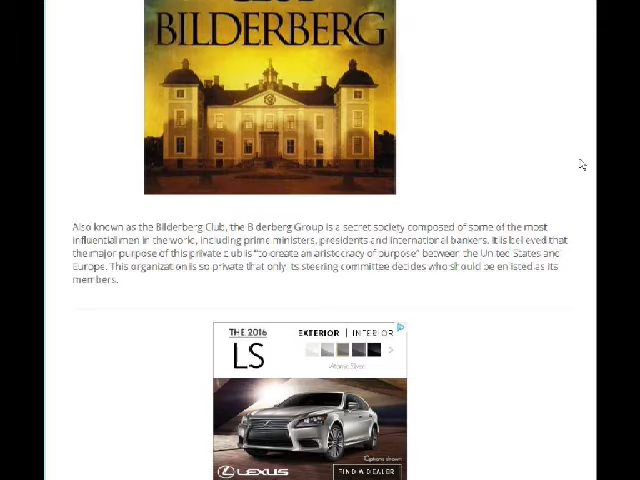 BILDERBERG
Also known as the Bilderberg Club, the Bilderberg Group is a secret society composed of some of the most
influential men in the world, including prime ministers, presidents and international bankers. It is believed that
the major purpose of this private club is "to create an aristocracy of purpose" between the United States and
Europe. This organization is so private that only its steering committee decides who should be enlisted as its
members.
THE 2016
LS
EXTERIOR | INTERIOR
Atomic Silver
Options shown
LEXUS
FIND A DEALER